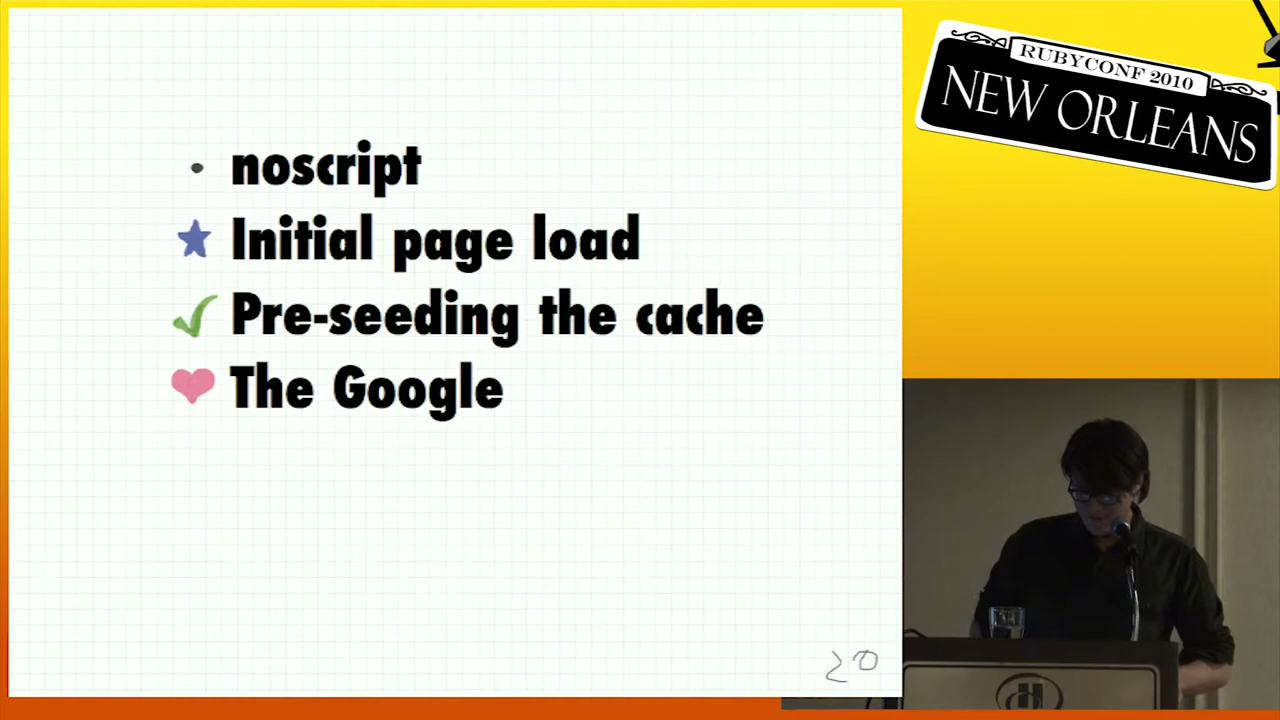 RUBYCONF 2010
NEW ORLEANS
noscript
Initial page load
Pre-seeding the cache
The Google
20
H